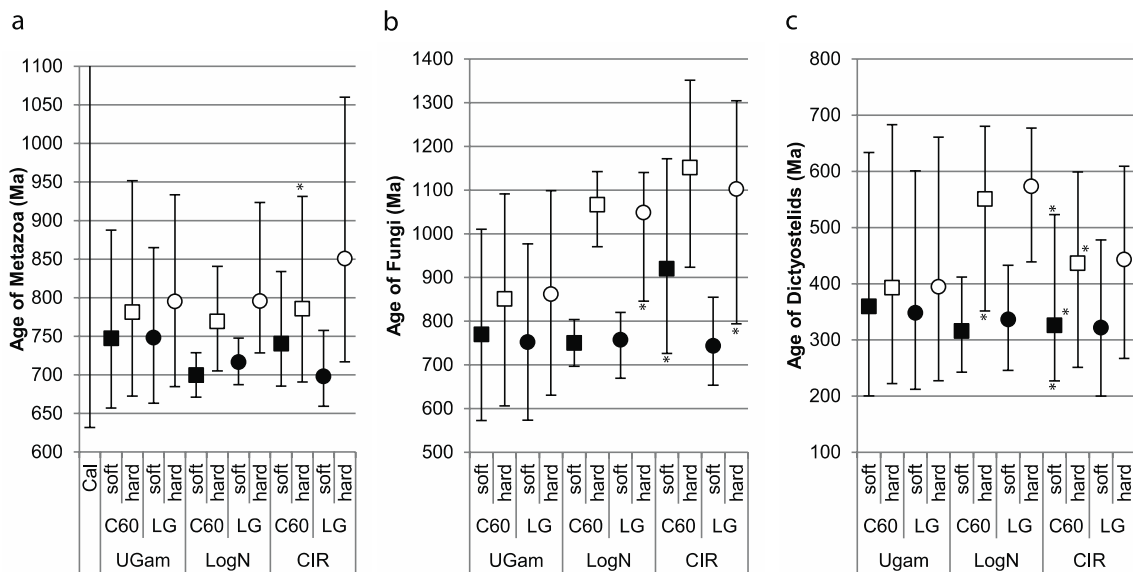 a
Age of Metazoa (Ma)
1100
1050
1000
950
900
850
800
750
700
650
600
*
Cal soft hard soft hard soft hard soft hard soft hard soft hard
C60 LG C60 LG C60 LG
UGam LogN CIR
b
Age of Fungi (Ma)
1400
1300
1200
1100
1000
900
800
700
600
500
*
*
*
soft hard soft hard soft hard soft hard soft hard soft hard
C60 LG C60 LG C60 LG
UGam LogN CIR
c
Age of Dictyostelids (Ma)
800
700
600
500
400
300
200
100
*
*
*
*
*
soft hard soft hard soft hard soft hard soft hard soft hard
C60 LG C60 LG C60 LG
Ugam LogN CIR